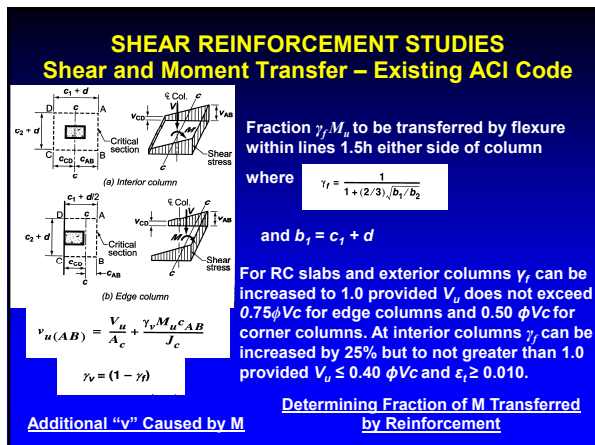 SHEAR REINFORCEMENT STUDIES
Shear and Moment Transfer – Existing ACI Code
c₁ + d
D
c
A
c₂ + d
Critical
section
C
B
c_CD
c_AB
c
(a) Interior column
℄ Col.
V
c
v_CD
v_AB
M
Shear
stress
c
c₁ + d/2
D
c
A
c₂ + d
Critical
section
C
B
c_CD
c_AB
c
(b) Edge column
℄ Col.
V
c
v_CD
v_AB
M
Shear
stress
c
v_u(AB) = V_u/A_c + γ_v M_u c_AB/J_c
γ_v = (1 – γ_f)
Additional “v” Caused by M
Fraction γ_f M_u to be transferred by flexure
within lines 1.5h either side of column
where γ_f = 1/(1 + (2/3)√(b₁/b₂))
and b₁ = c₁ + d
For RC slabs and exterior columns γ_f can be
increased to 1.0 provided V_u does not exceed
0.75ϕVc for edge columns and 0.50 ϕVc for
corner columns. At interior columns γ_f can be
increased by 25% but to not greater than 1.0
provided V_u ≤ 0.40 ϕVc and ε_t ≥ 0.010.
Determining Fraction of M Transferred
by Reinforcement